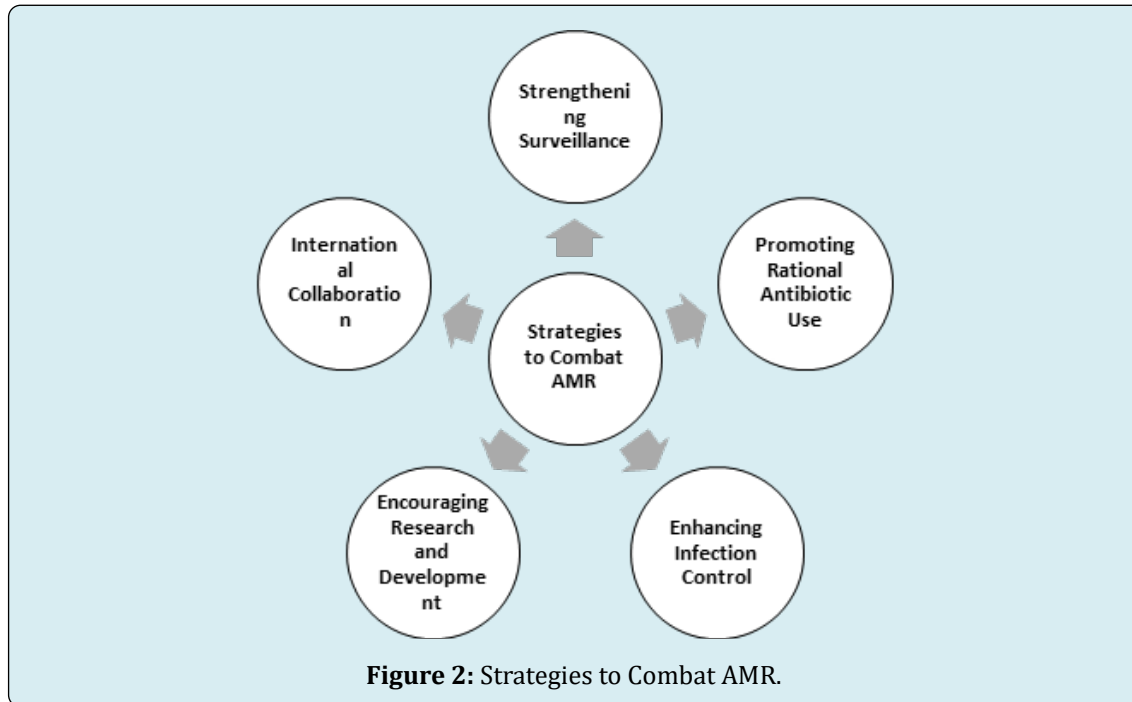 Strengtheni
ng
Surveillance
Internation
al
Collaboratio
n
Promoting
Rational
Antibiotic
Use
Strategies
to Combat
AMR
Encouraging
Research
and
Developme
nt
Enhancing
Infection
Control
Figure 2: Strategies to Combat AMR.